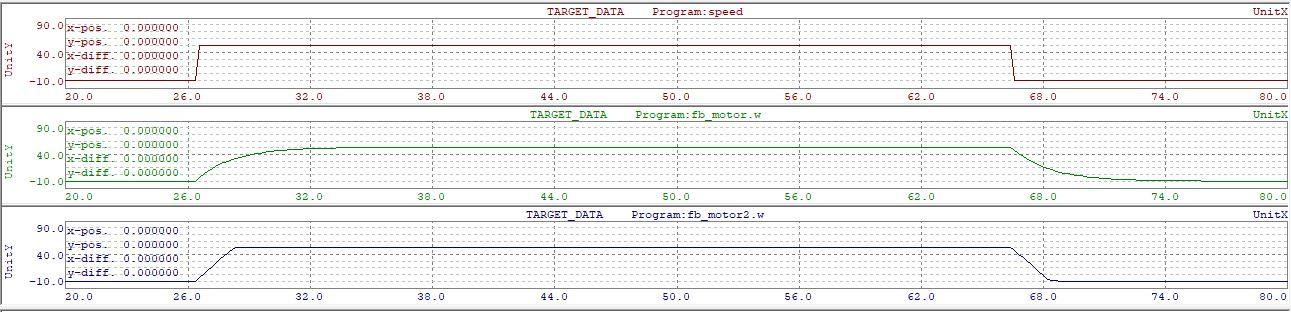 TARGET_DATA Program:speed UnitX
90.0 x-pos. 0.000000
y-pos. 0.000000
40.0 x-diff. 0.000000
y-diff. 0.000000
-10.0
UnitY
20.0 26.0 32.0 38.0 44.0 50.0 56.0 62.0 68.0 74.0 80.0
TARGET_DATA Program:fb_motor.w UnitX
90.0 x-pos. 0.000000
y-pos. 0.000000
40.0 x-diff. 0.000000
y-diff. 0.000000
-10.0
UnitY
20.0 26.0 32.0 38.0 44.0 50.0 56.0 62.0 68.0 74.0 80.0
TARGET_DATA Program:fb_motor2.w UnitX
90.0 x-pos. 0.000000
y-pos. 0.000000
40.0 x-diff. 0.000000
y-diff. 0.000000
-10.0
UnitY
20.0 26.0 32.0 38.0 44.0 50.0 56.0 62.0 68.0 74.0 80.0